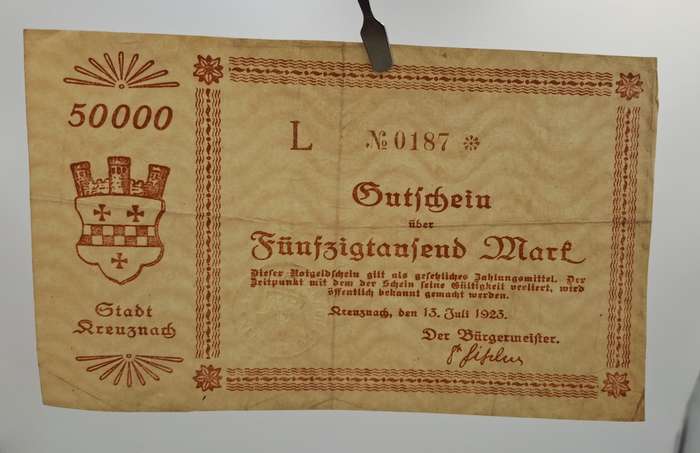 50000
Stadt
Kreuznach
L № 0187 *
Gutschein
über
Fünfzigtausend Mark
Dieser Notgeldschein gilt als gesetzliches Zahlungsmittel. Der
Zeitpunkt mit dem der Schein seine Gültigkeit verliert, wird
öffentlich bekannt gemacht werden.
Kreuznach, den 13. Juli 1923.
Der Bürgermeister.